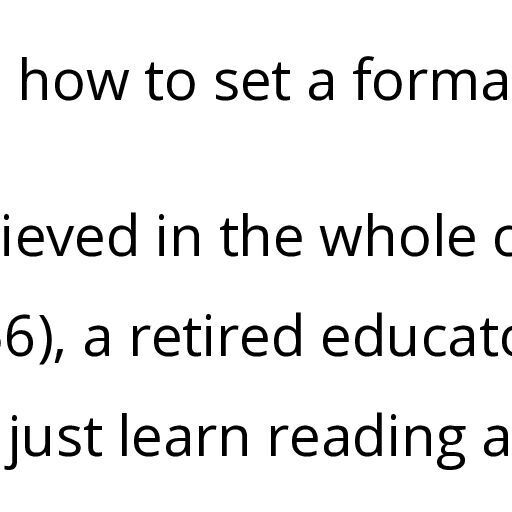 how to set a forma
ieved in the whole
6), a retired educato
just learn reading a